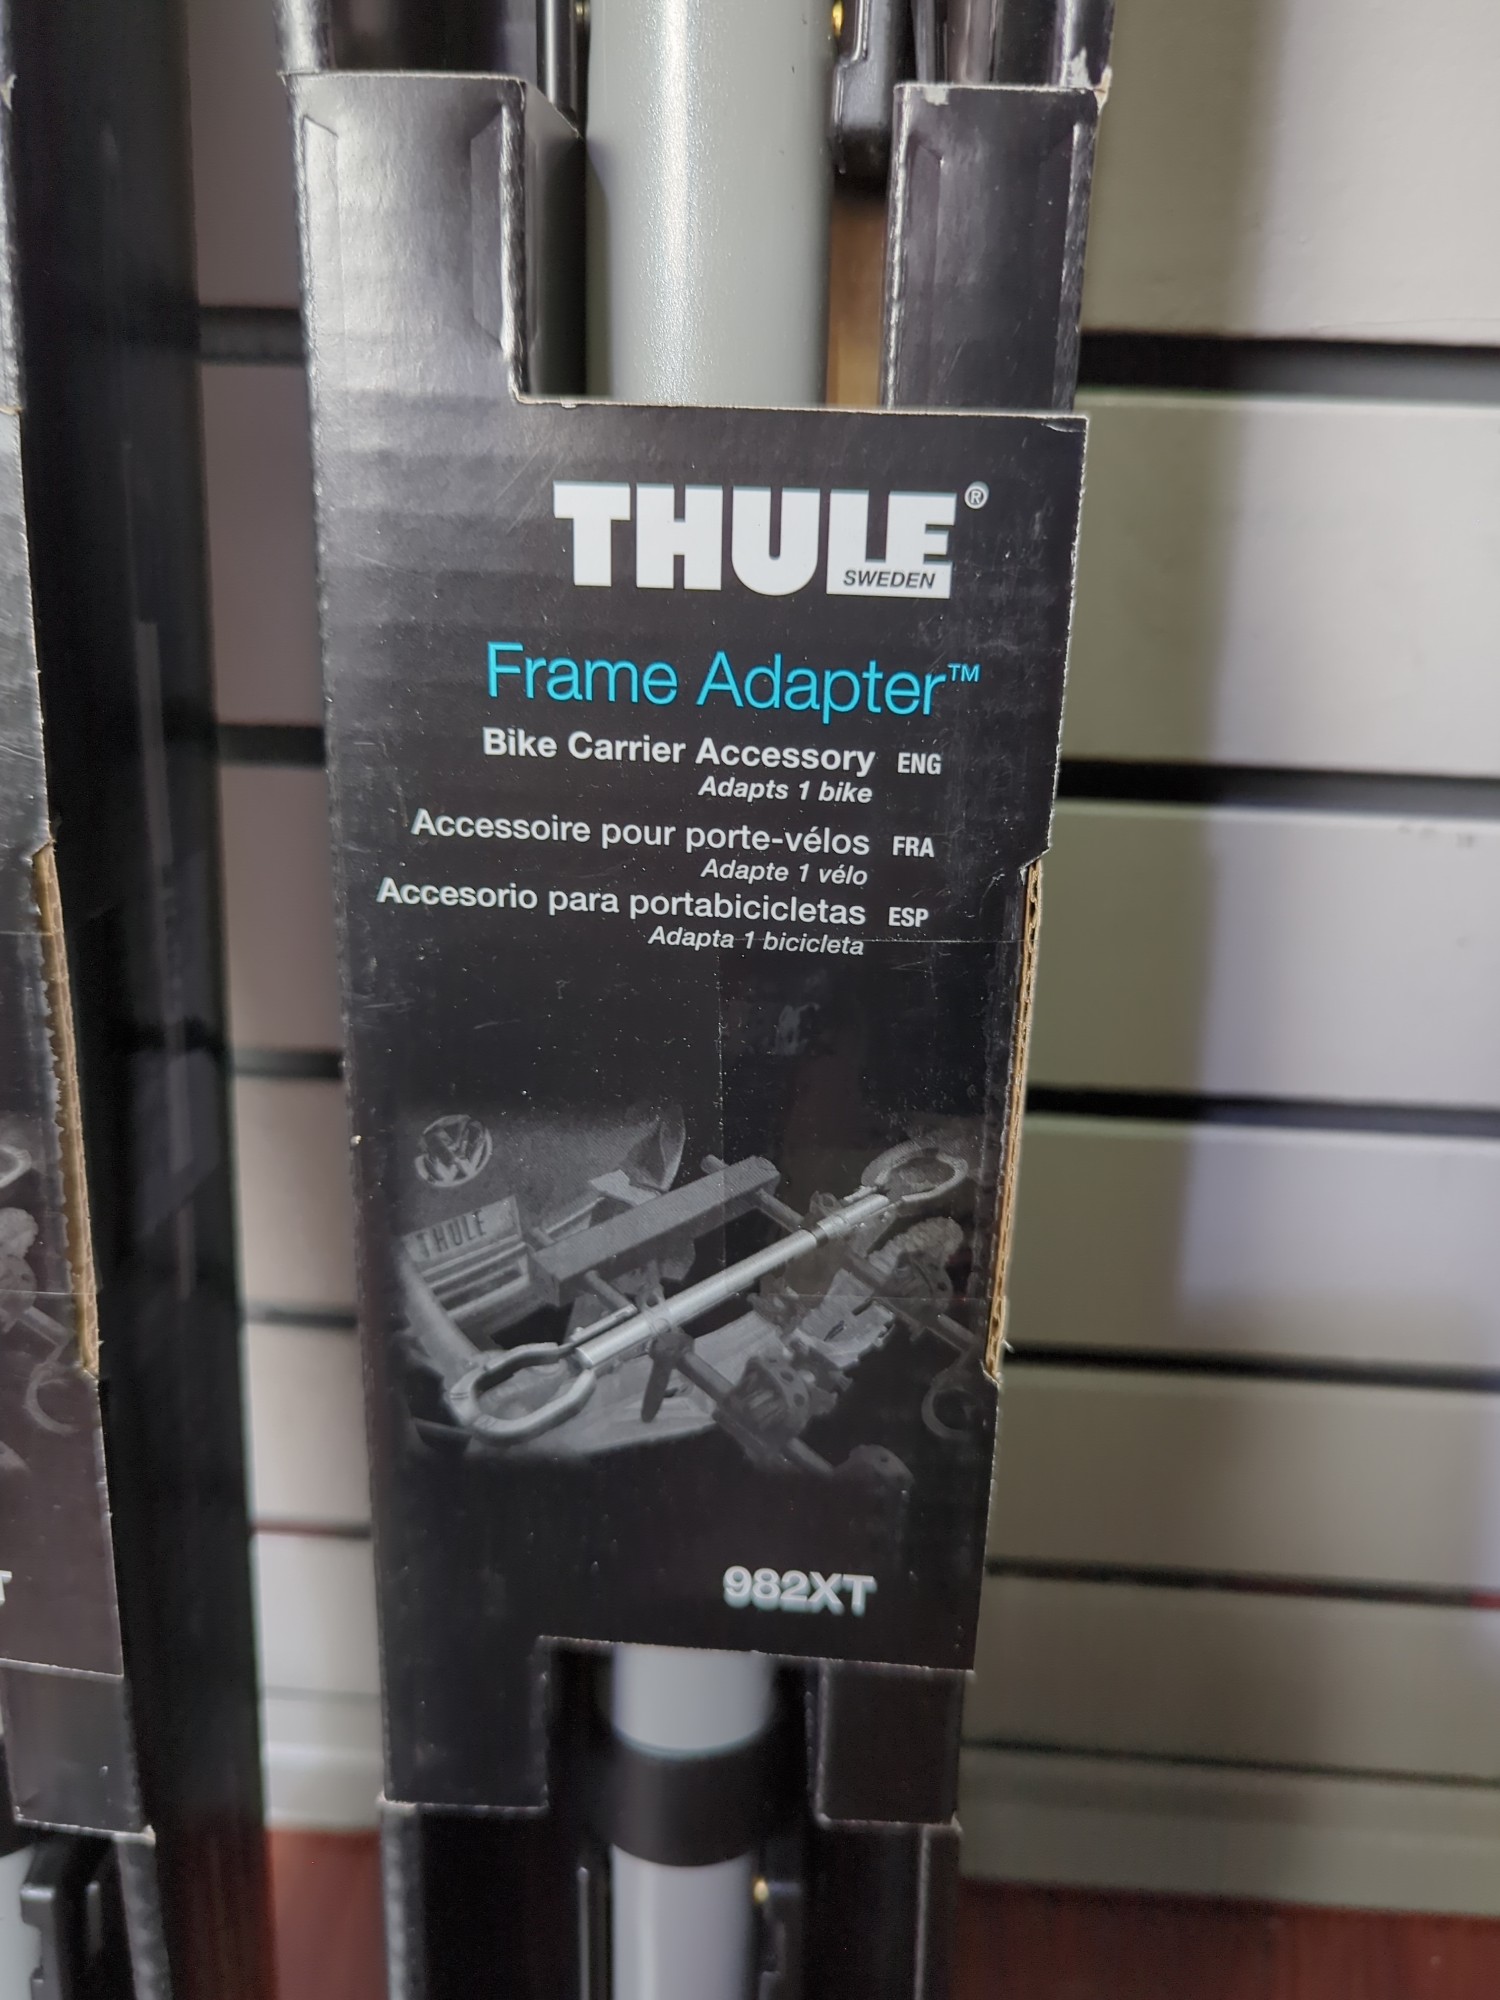 THULE®
SWEDEN
Frame Adapter™
Bike Carrier Accessory ENG
Adapts 1 bike
Accessoire pour porte-vélos FRA
Adapte 1 vélo
Accesorio para portabicicletas ESP
Adapta 1 bicicleta
THULE
982XT
T